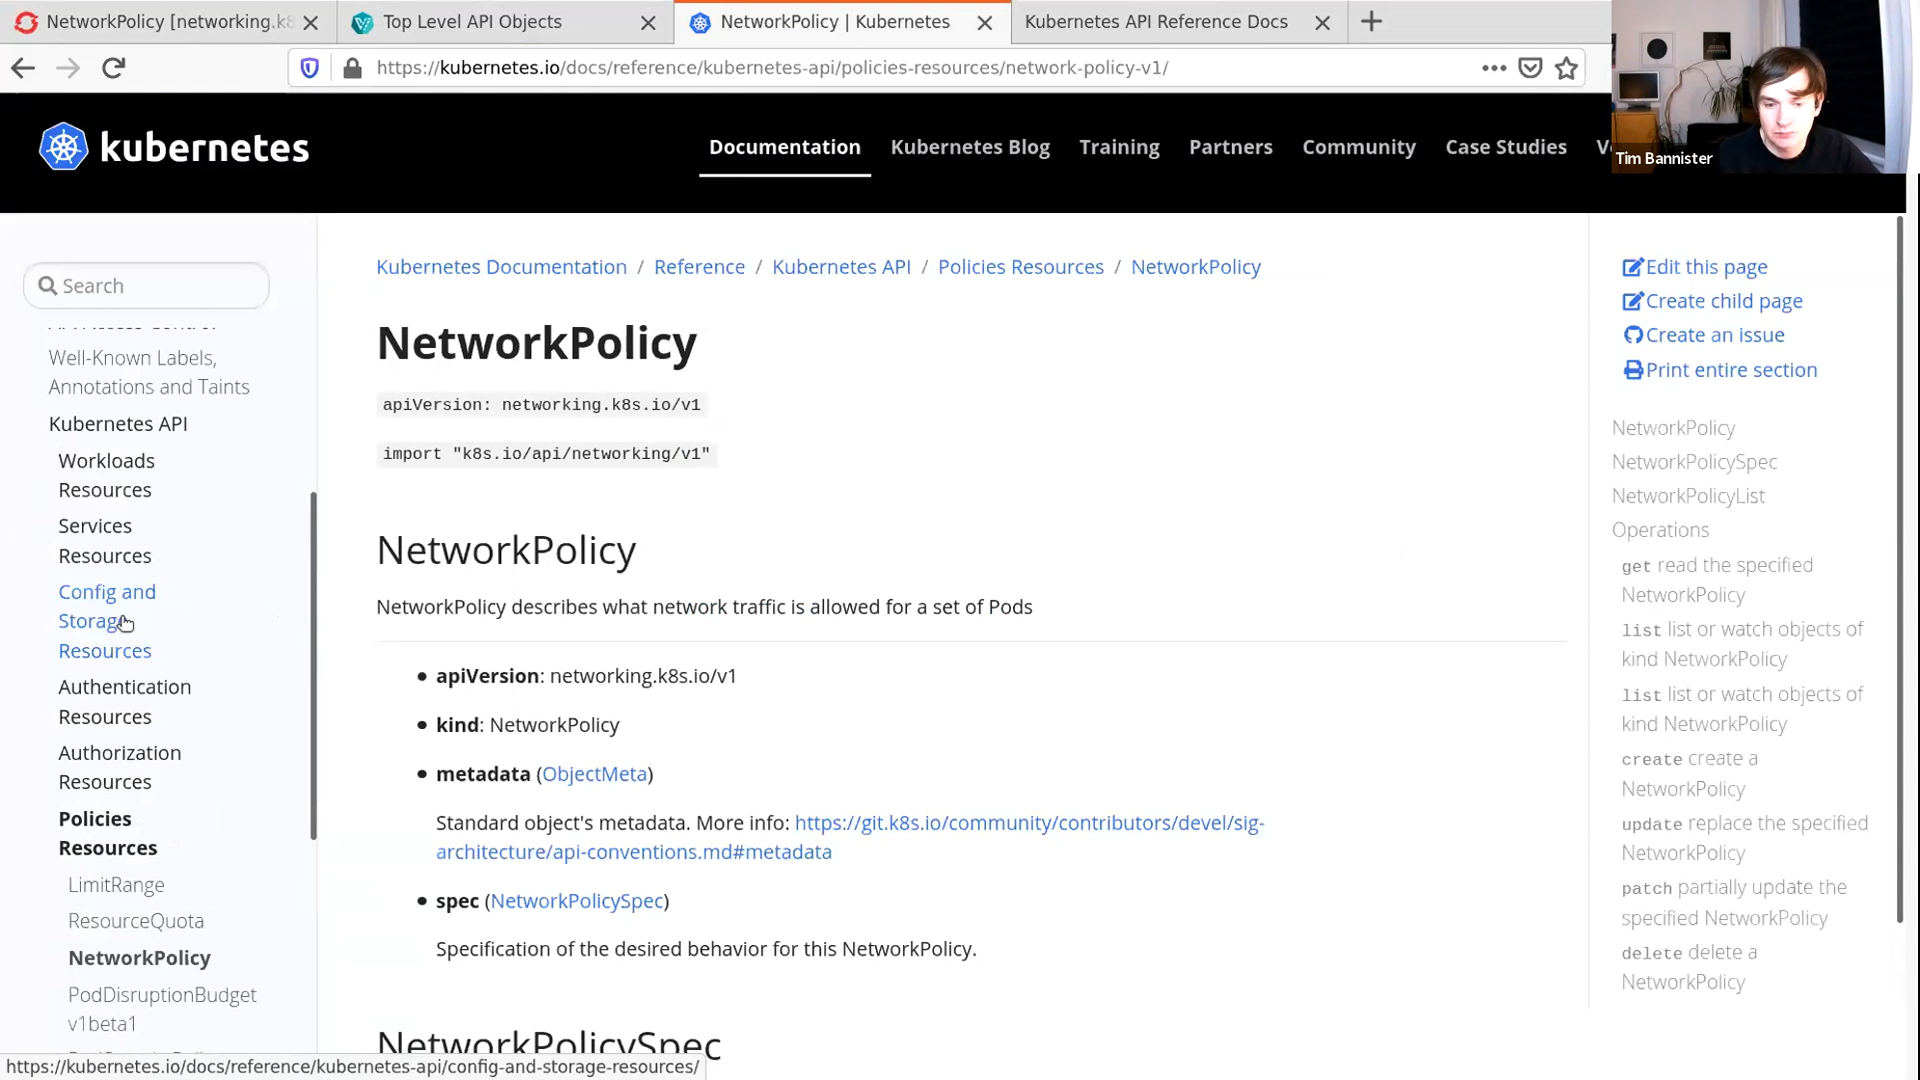 NetworkPolicy [networking.k8
Top Level API Objects
NetworkPolicy | Kubernetes
Kubernetes API Reference Docs
https://kubernetes.io/docs/reference/kubernetes-api/policies-resources/network-policy-v1/
kubernetes
Documentation
Kubernetes Blog
Training
Partners
Community
Case Studies
Tim Bannister
Search
API Access Control
Well-Known Labels,
Annotations and Taints
Kubernetes API
Workloads
Resources
Services
Resources
Config and
Storage
Resources
Authentication
Resources
Authorization
Resources
Policies
Resources
LimitRange
ResourceQuota
NetworkPolicy
PodDisruptionBudget
v1beta1
Kubernetes Documentation / Reference / Kubernetes API / Policies Resources / NetworkPolicy
NetworkPolicy
apiVersion: networking.k8s.io/v1
import "k8s.io/api/networking/v1"
NetworkPolicy
NetworkPolicy describes what network traffic is allowed for a set of Pods
• apiVersion: networking.k8s.io/v1
• kind: NetworkPolicy
• metadata (ObjectMeta)
Standard object's metadata. More info: https://git.k8s.io/community/contributors/devel/sig-
architecture/api-conventions.md#metadata
• spec (NetworkPolicySpec)
Specification of the desired behavior for this NetworkPolicy.
NetworkPolicySpec
Edit this page
Create child page
Create an issue
Print entire section
NetworkPolicy
NetworkPolicySpec
NetworkPolicyList
Operations
get read the specified
NetworkPolicy
list list or watch objects of
kind NetworkPolicy
list list or watch objects of
kind NetworkPolicy
create create a
NetworkPolicy
update replace the specified
NetworkPolicy
patch partially update the
specified NetworkPolicy
delete delete a
NetworkPolicy
https://kubernetes.io/docs/reference/kubernetes-api/config-and-storage-resources/